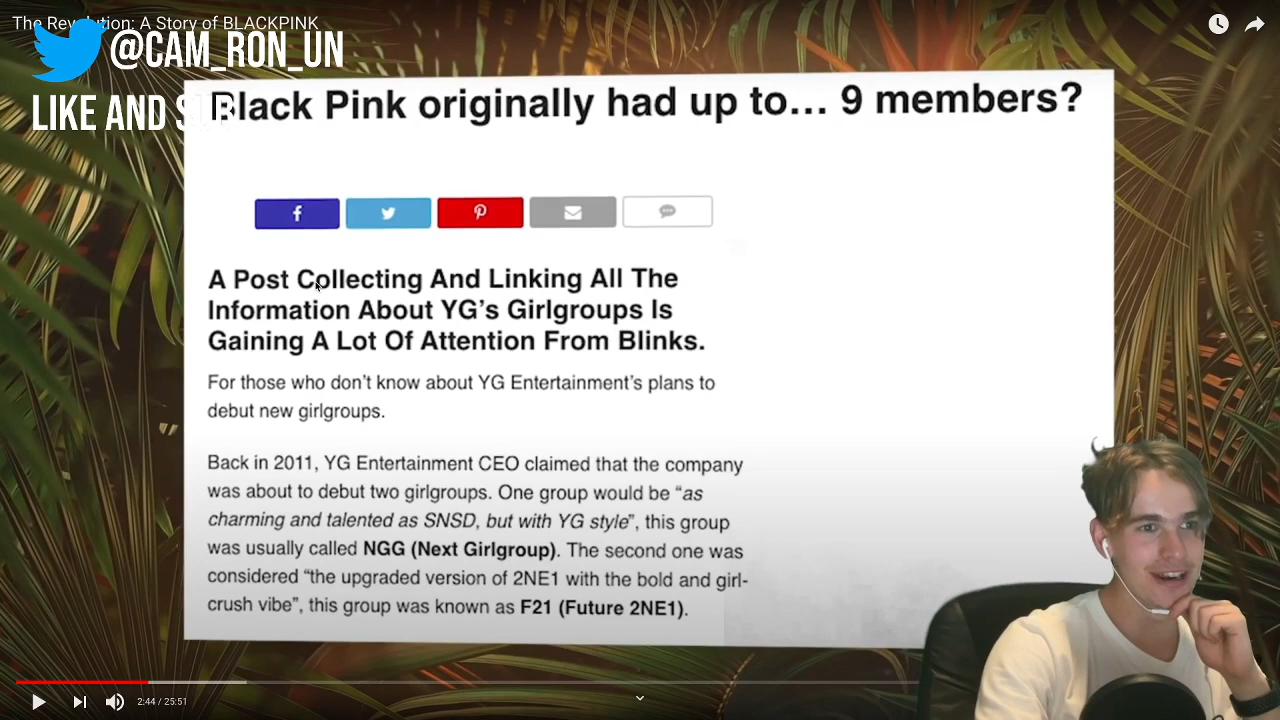 The Revolution: A Story of BLACKPINK
@CAM_RON_UN
LIKE AND SUB
Black Pink originally had up to... 9 members?
A Post Collecting And Linking All The
Information About YG's Girlgroups Is
Gaining A Lot Of Attention From Blinks.
For those who don't know about YG Entertainment's plans to
debut new girlgroups.
Back in 2011, YG Entertainment CEO claimed that the company
was about to debut two girlgroups. One group would be “as
charming and talented as SNSD, but with YG style”, this group
was usually called NGG (Next Girlgroup). The second one was
considered “the upgraded version of 2NE1 with the bold and girl-
crush vibe”, this group was known as F21 (Future 2NE1).
2:44 / 25:51